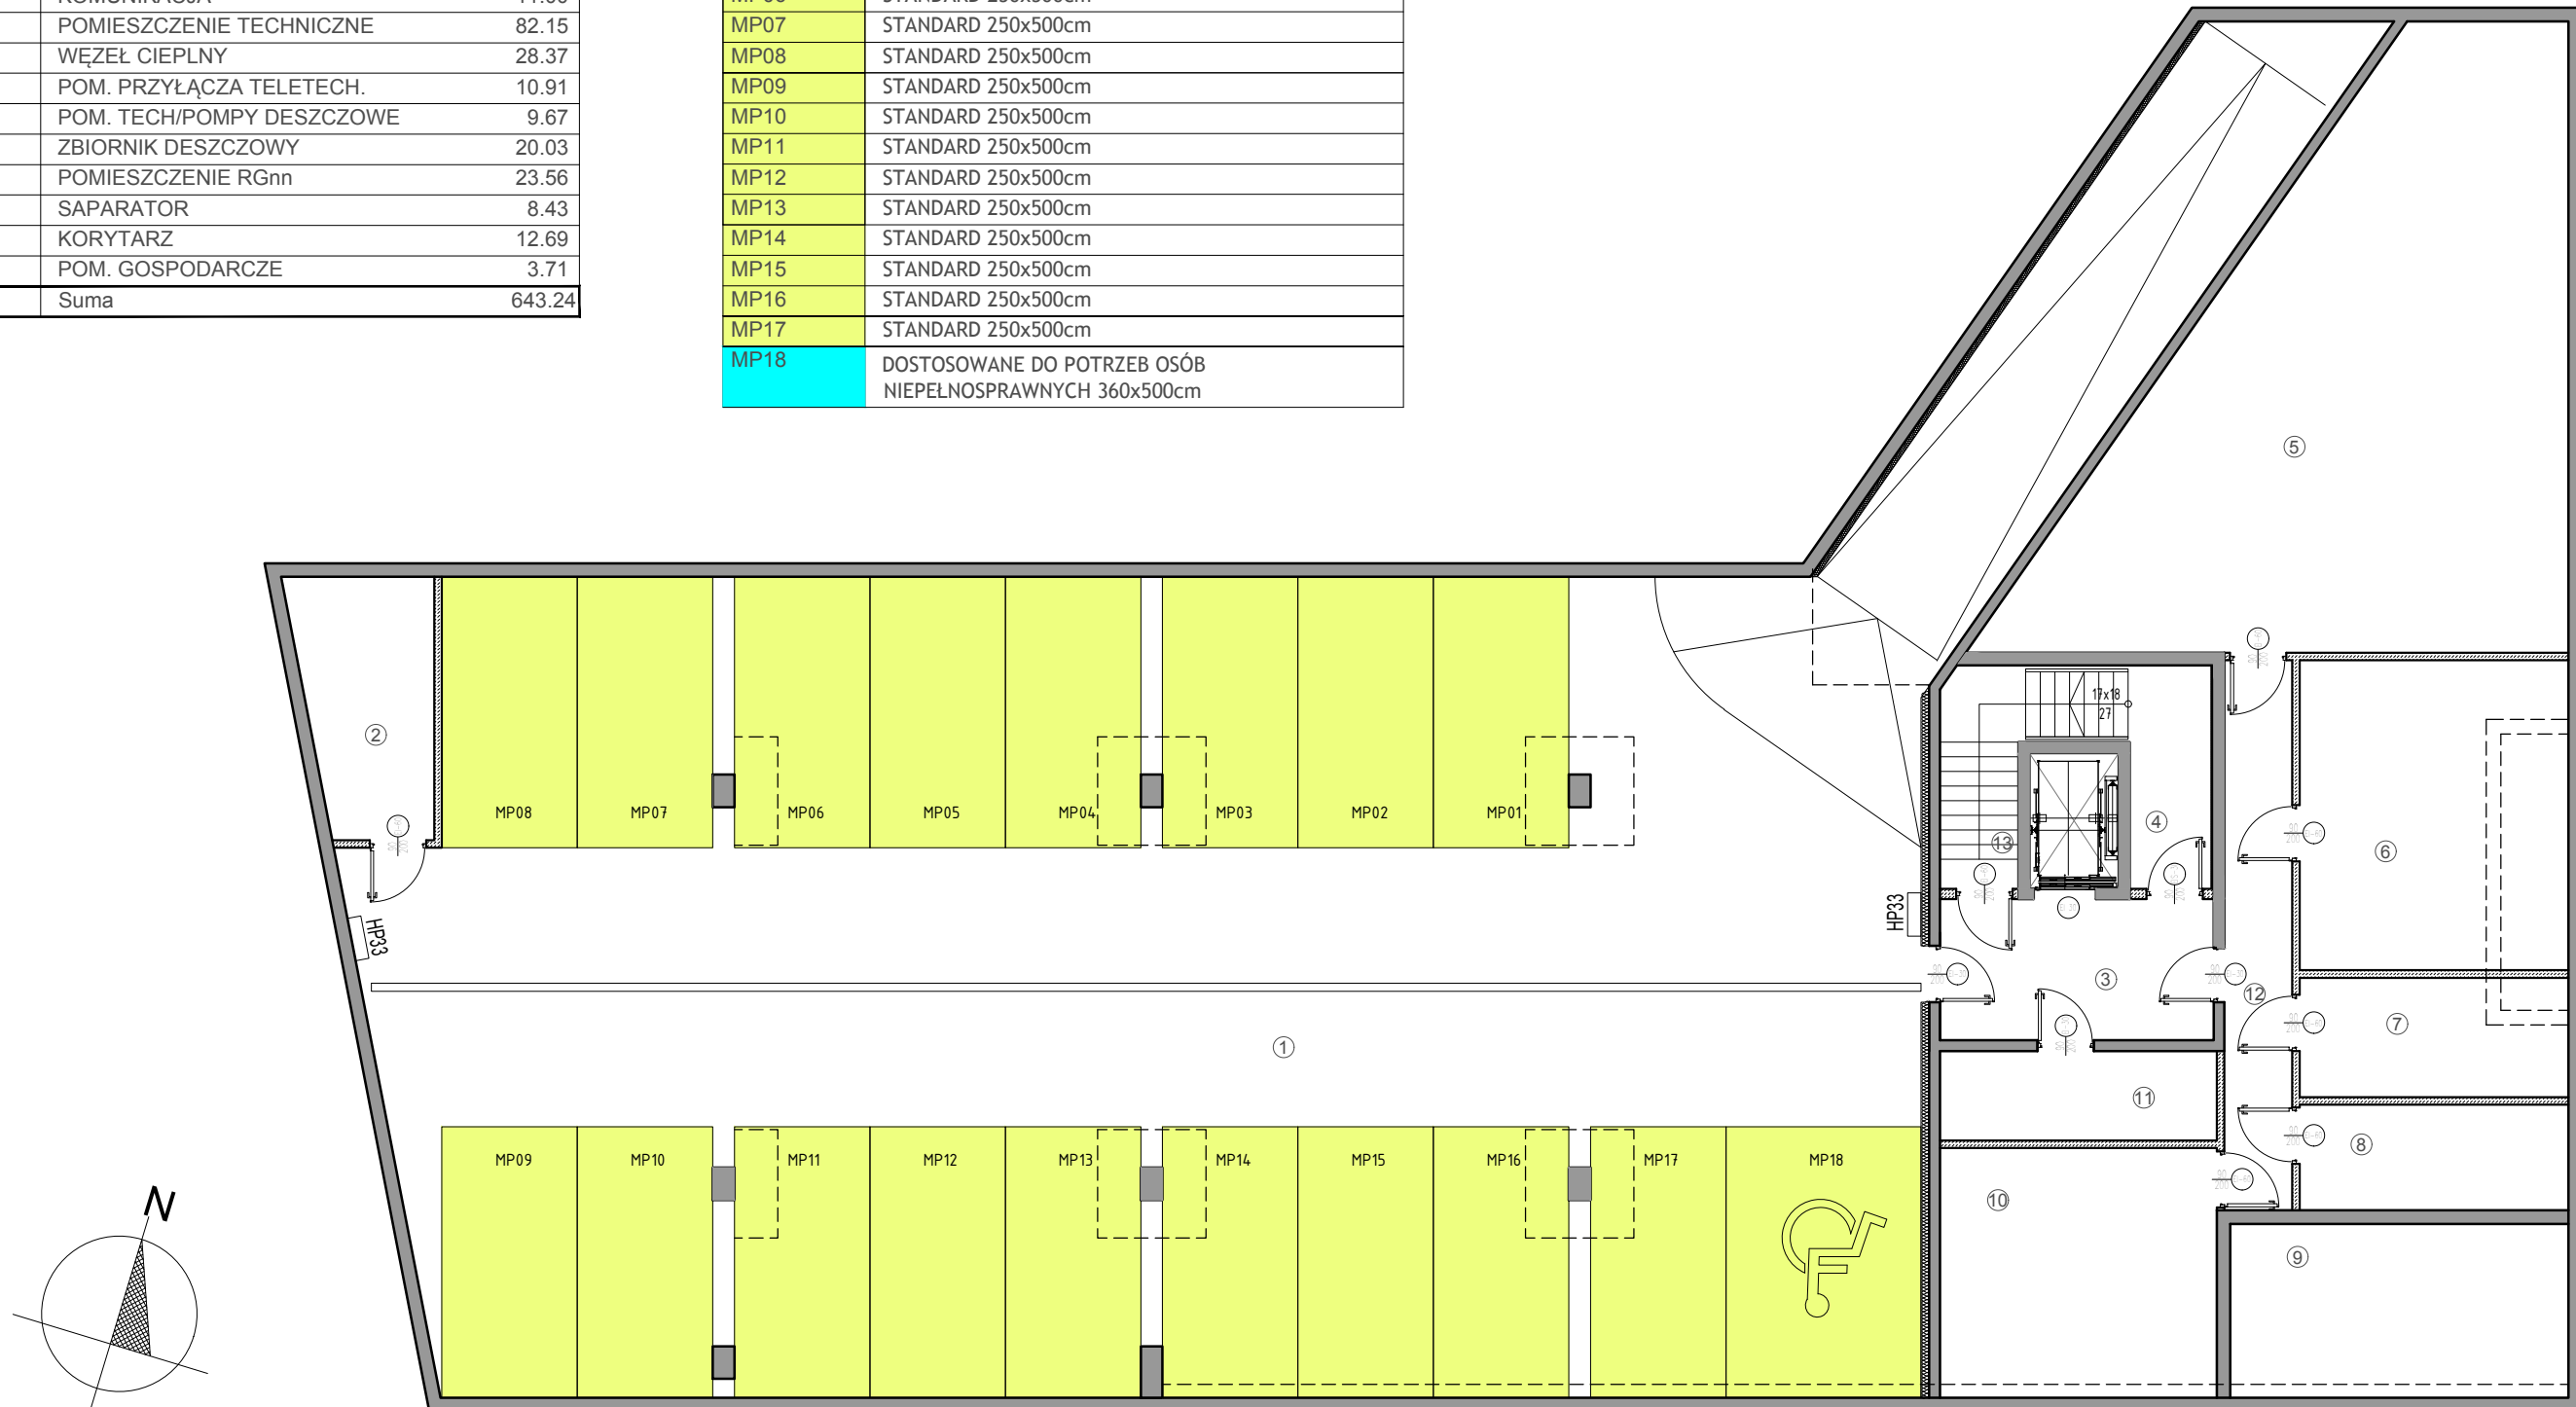 POMIESZCZENIE TECHNICZNE 82.15
WĘZEŁ CIEPLNY 28.37
POM. PRZYŁĄCZA TELETECH. 10.91
POM. TECH/POMPY DESZCZOWE 9.67
ZBIORNIK DESZCZOWY 20.03
POMIESZCZENIE RGnn 23.56
SAPARATOR 8.43
KORYTARZ 12.69
POM. GOSPODARCZE 3.71
Suma 643.24
MP07 STANDARD 250x500cm
MP08 STANDARD 250x500cm
MP09 STANDARD 250x500cm
MP10 STANDARD 250x500cm
MP11 STANDARD 250x500cm
MP12 STANDARD 250x500cm
MP13 STANDARD 250x500cm
MP14 STANDARD 250x500cm
MP15 STANDARD 250x500cm
MP16 STANDARD 250x500cm
MP17 STANDARD 250x500cm
MP18 DOSTOSOWANE DO POTRZEB OSÓB
NIEPEŁNOSPRAWNYCH 360x500cm
5
17x18
27
2
MP08 MP07 MP06 MP05 MP04 MP03 MP02 MP01
4
13
6
HP33
HP33
3
12
7
1
11
8
MP09 MP10 MP11 MP12 MP13 MP14 MP15 MP16 MP17 MP18
10
9
N